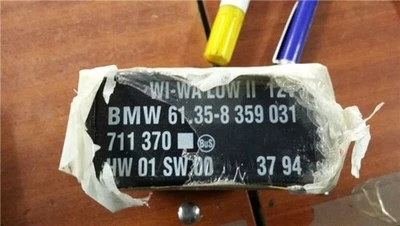 WI-WA LOW II 12V
BMW 61.35-8 359 031
711 370 BUS
HW 01 SW 00 37 94